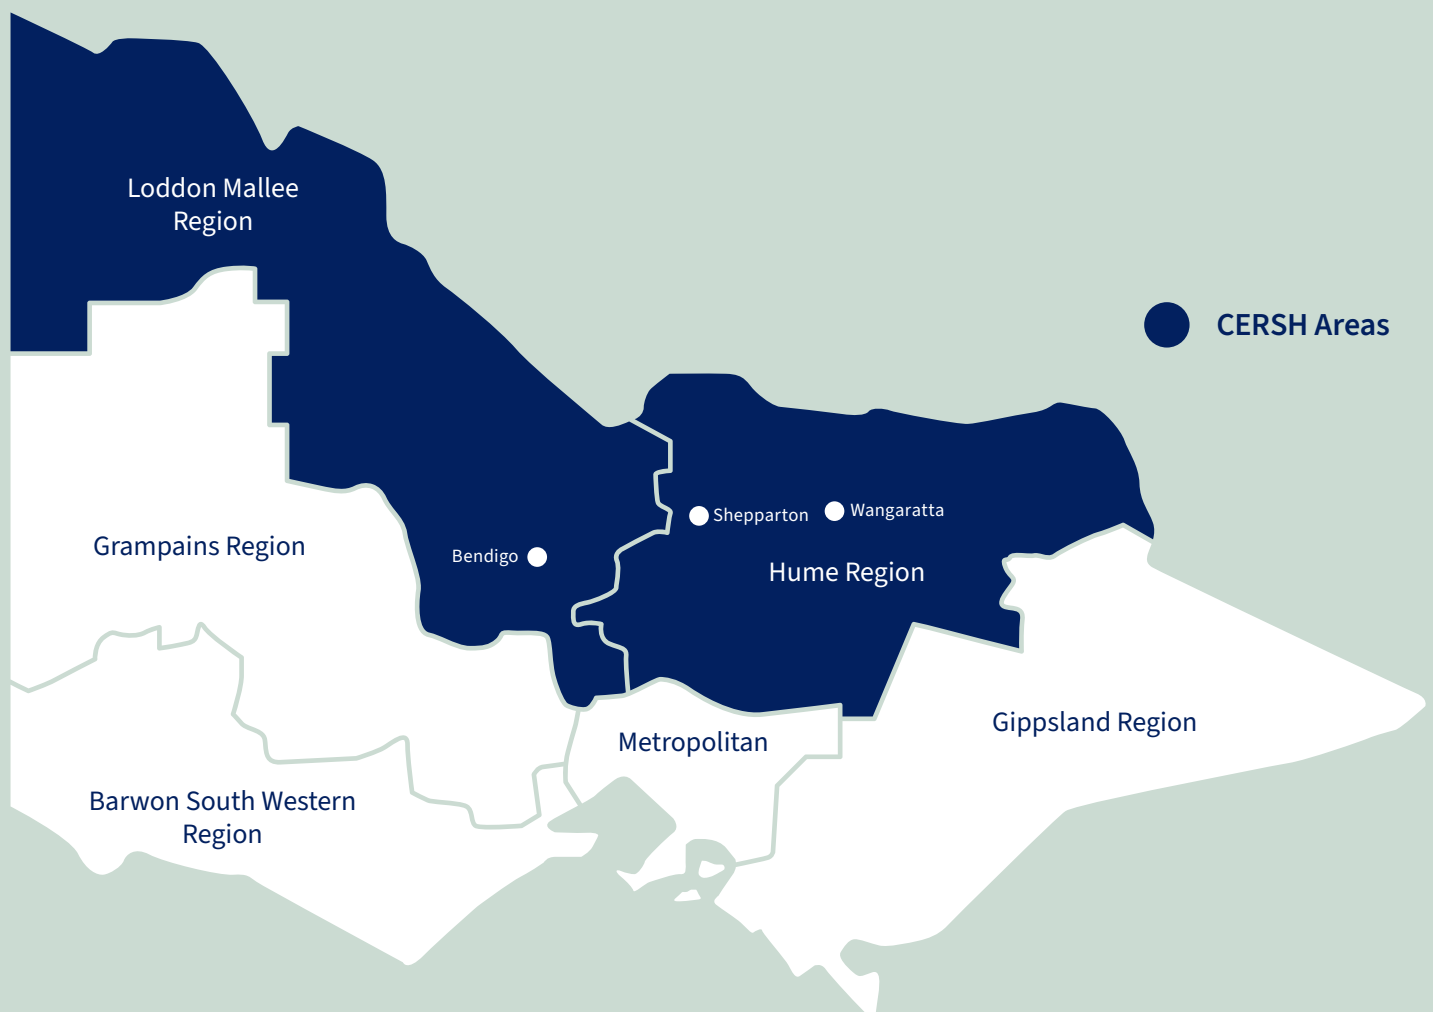 Loddon Mallee
Region
CERSH Areas
Shepparton
Wangaratta
Bendigo
Hume Region
Grampains Region
Gippsland Region
Metropolitan
Barwon South Western
Region